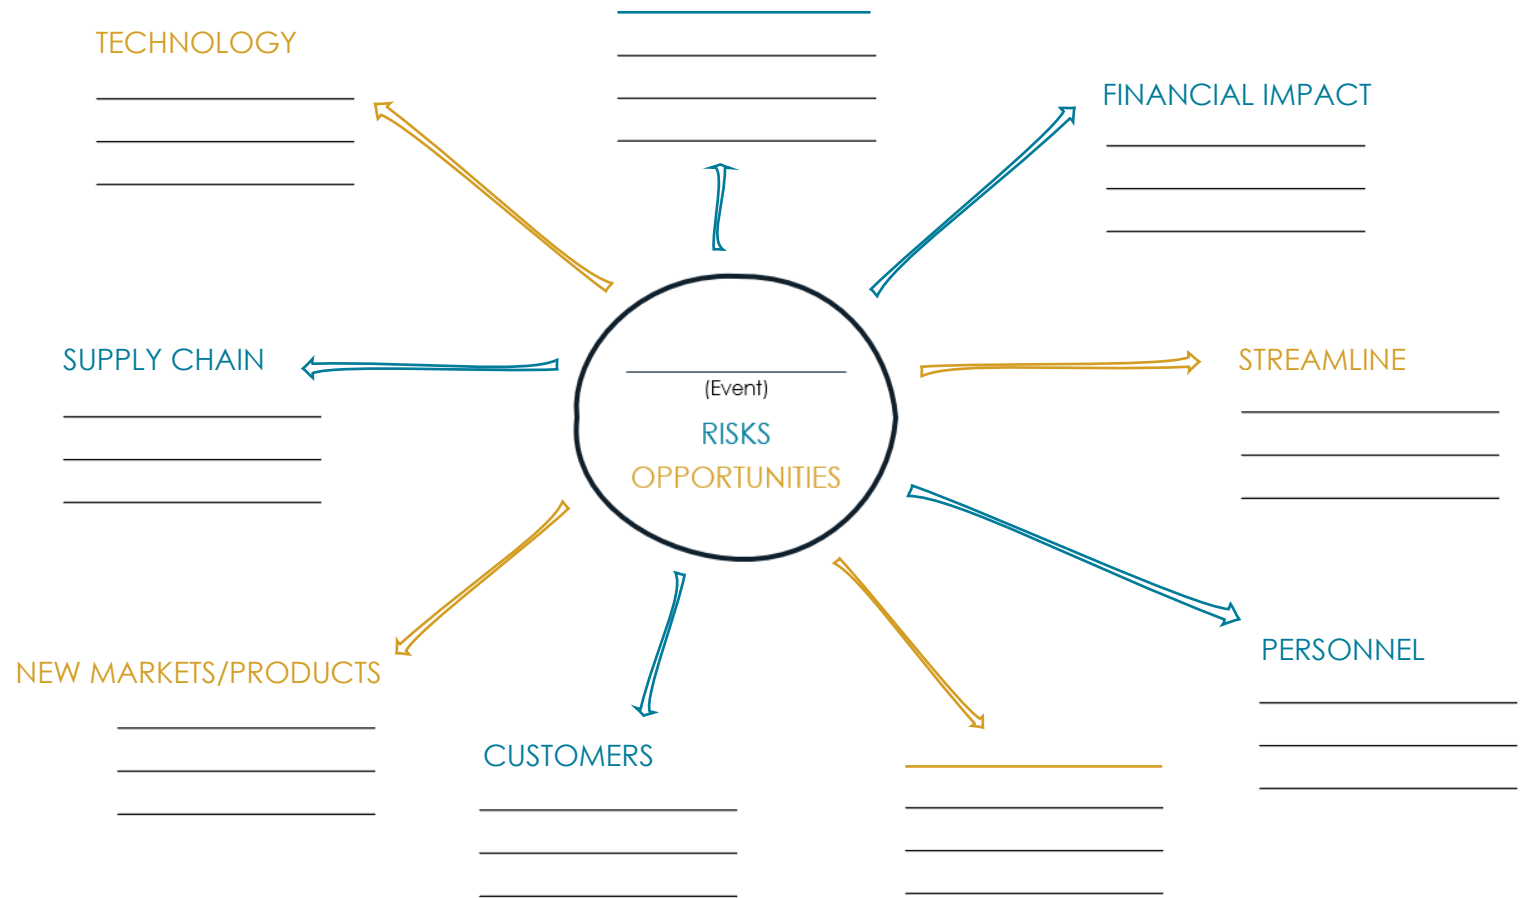 TECHNOLOGY
FINANCIAL IMPACT
SUPPLY CHAIN
(Event)
RISKS
OPPORTUNITIES
STREAMLINE
NEW MARKETS/PRODUCTS
CUSTOMERS
PERSONNEL